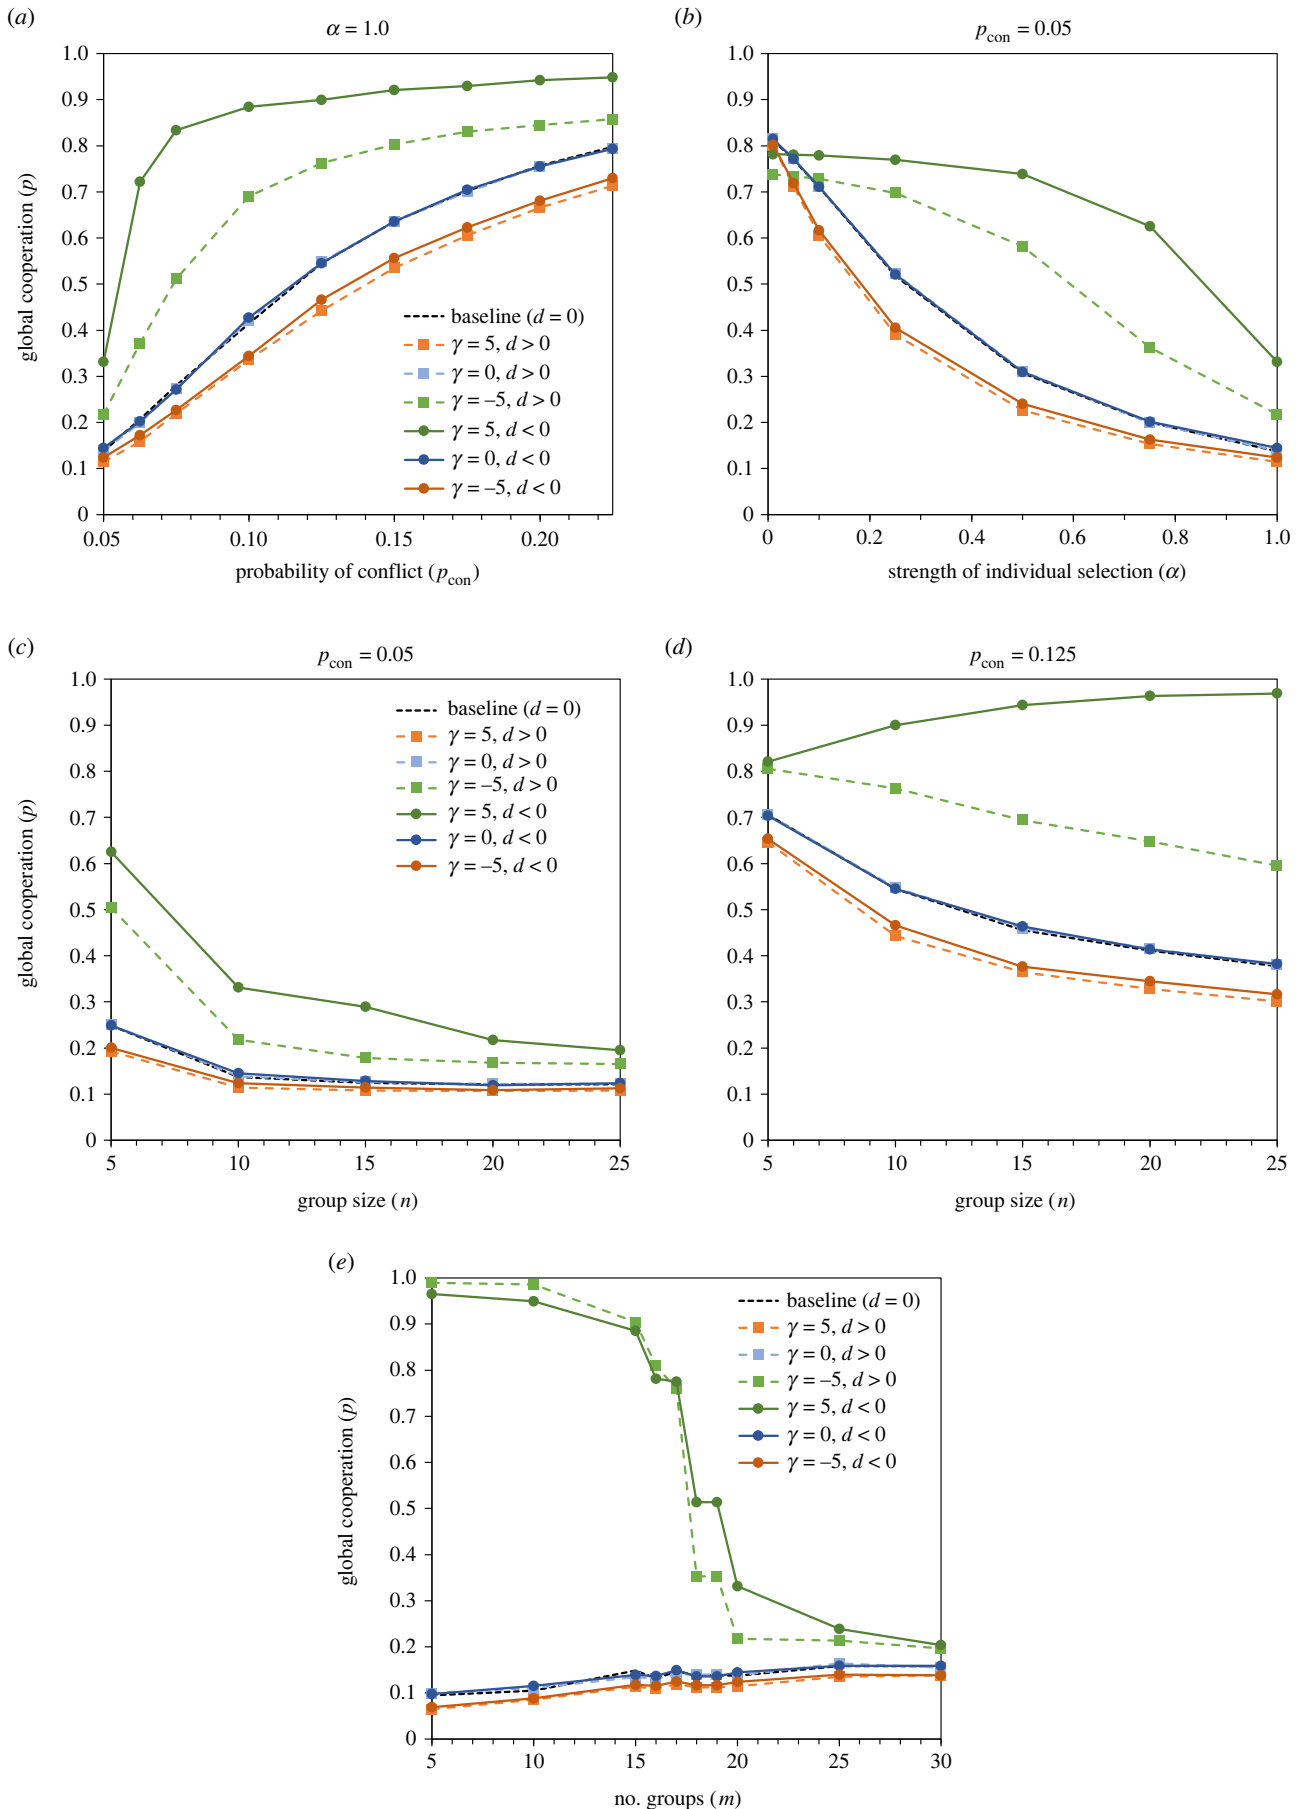 (a)
α = 1.0
1.0
0.9
0.8
0.7
0.6
0.5
0.4
0.3
0.2
0.1
0
global cooperation (p)
baseline (d = 0)
γ = 5, d > 0
γ = 0, d > 0
γ = –5, d > 0
γ = 5, d < 0
γ = 0, d < 0
γ = –5, d < 0
0.05 0.10 0.15 0.20
probability of conflict (pcon)
(b)
pcon = 0.05
1.0
0.9
0.8
0.7
0.6
0.5
0.4
0.3
0.2
0.1
0
0 0.2 0.4 0.6 0.8 1.0
strength of individual selection (α)
(c)
pcon = 0.05
1.0
0.9
0.8
0.7
0.6
0.5
0.4
0.3
0.2
0.1
0
global cooperation (p)
baseline (d = 0)
γ = 5, d > 0
γ = 0, d > 0
γ = –5, d > 0
γ = 5, d < 0
γ = 0, d < 0
γ = –5, d < 0
5 10 15 20 25
group size (n)
(d)
pcon = 0.125
1.0
0.9
0.8
0.7
0.6
0.5
0.4
0.3
0.2
0.1
0
5 10 15 20 25
group size (n)
(e)
1.0
0.9
0.8
0.7
0.6
0.5
0.4
0.3
0.2
0.1
0
global cooperation (p)
baseline (d = 0)
γ = 5, d > 0
γ = 0, d > 0
γ = –5, d > 0
γ = 5, d < 0
γ = 0, d < 0
γ = –5, d < 0
5 10 15 20 25 30
no. groups (m)